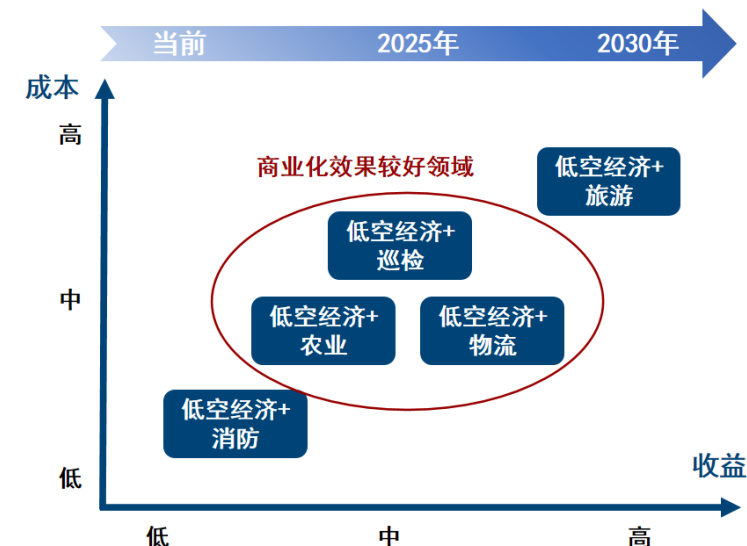 当前
2025年
2030年
成本
高
商业化效果较好领域
低空经济+
旅游
低空经济+
巡检
中
低空经济+
农业
低空经济+
物流
低空经济+
消防
低
收益
低
中
高